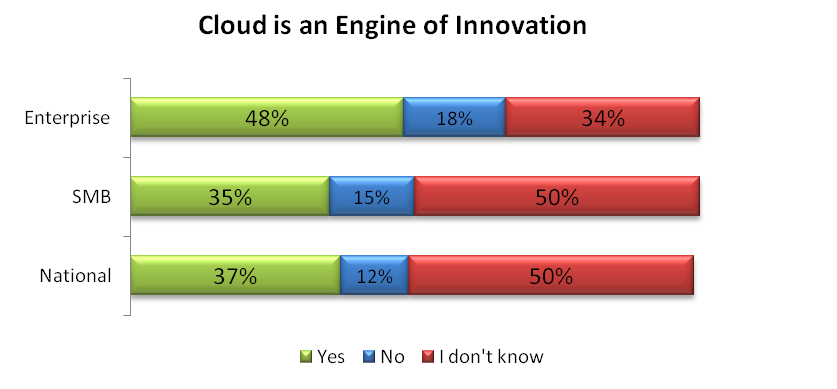 Cloud is an Engine of Innovation
Enterprise 48% 18% 34%
SMB 35% 15% 50%
National 37% 12% 50%
Yes No I don't know